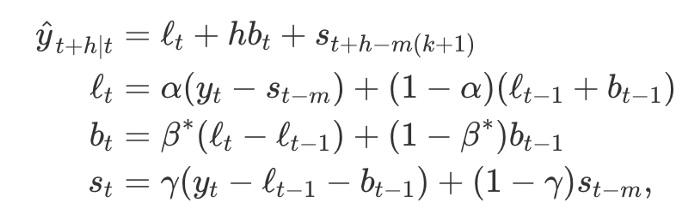 ŷ_{t+h|t} = ℓ_t + hb_t + s_{t+h−m(k+1)}
ℓ_t = α(y_t − s_{t−m}) + (1 − α)(ℓ_{t−1} + b_{t−1})
b_t = β*(ℓ_t − ℓ_{t−1}) + (1 − β*)b_{t−1}
s_t = γ(y_t − ℓ_{t−1} − b_{t−1}) + (1 − γ)s_{t−m},